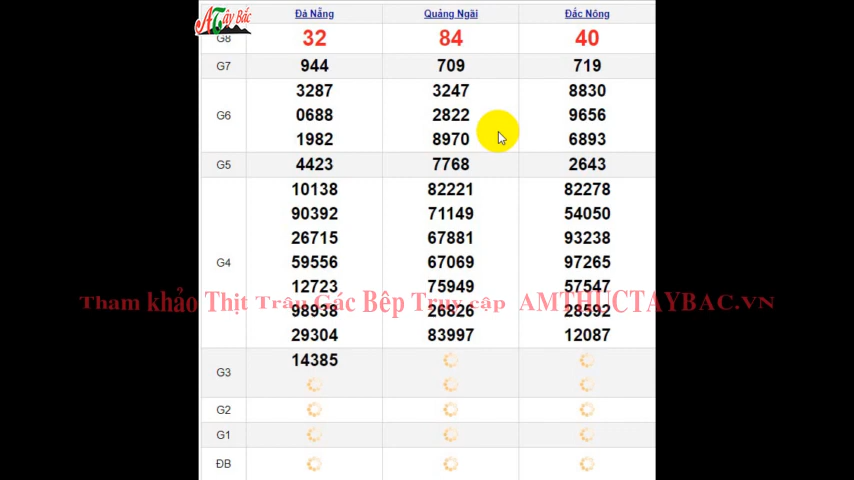 ATây Bắc
Đà Nẵng Quảng Ngãi Đắc Nông
G8 32 84 40
G7 944 709 719
3287 3247 8830
G6 0688 2822 9656
1982 8970 6893
G5 4423 7768 2643
10138 82221 82278
90392 71149 54050
26715 67881 93238
G4 59556 67069 97265
12723 75949 57547
Tham khảo Thịt Trâu Gác Bêp Truy cập AMTHUCTAYBAC.VN
98938 26826 28592
29304 83997 12087
14385
G3
G2
G1
ĐB